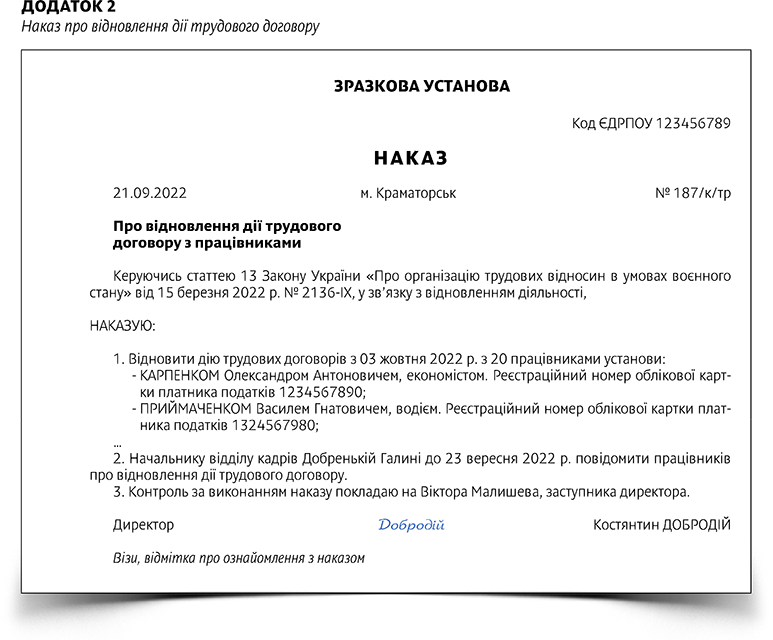 ДОДАТОК 2
Наказ про відновлення дії трудового договору
ЗРАЗКОВА УСТАНОВА
Код ЄДРПОУ 123456789
НАКАЗ
21.09.2022 м. Краматорськ № 187/к/тр
Про відновлення дії трудового
договору з працівниками
Керуючись статтею 13 Закону України «Про організацію трудових відносин в умовах воєнного
стану» від 15 березня 2022 р. № 2136-IX, у зв’язку з відновленням діяльності,
НАКАЗУЮ:
1. Відновити дію трудових договорів з 03 жовтня 2022 р. з 20 працівниками установи:
- КАРПЕНКОМ Олександром Антоновичем, економістом. Реєстраційний номер облікової карт-
ки платника податків 1234567890;
- ПРИЙМАЧЕНКОМ Василем Гнатовичем, водієм. Реєстраційний номер облікової картки плат-
ника податків 1324567980;
...
2. Начальнику відділу кадрів Добренькій Галині до 23 вересня 2022 р. повідомити працівників
про відновлення дії трудового договору.
3. Контроль за виконанням наказу покладаю на Віктора Малишева, заступника директора.
Директор Добродій Костянтин ДОБРОДІЙ
Візи, відмітка про ознайомлення з наказом